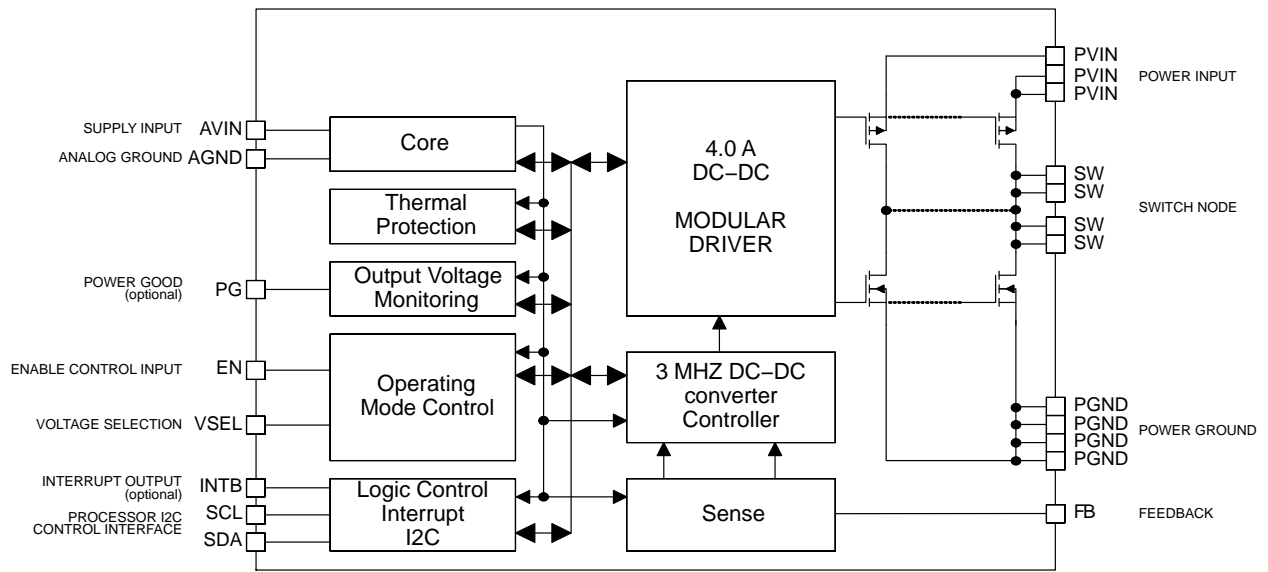 SUPPLY INPUT
AVIN
ANALOG GROUND
AGND
POWER GOOD
(optional)
PG
ENABLE CONTROL INPUT
EN
VOLTAGE SELECTION
VSEL
INTERRUPT OUTPUT
(optional)
INTB
PROCESSOR I2C
CONTROL INTERFACE
SCL
SDA
Core
Thermal
Protection
Output Voltage
Monitoring
Operating
Mode Control
Logic Control
Interrupt
I2C
4.0 A
DC−DC
MODULAR
DRIVER
3 MHZ DC−DC
converter
Controller
Sense
PVIN
PVIN
PVIN
POWER INPUT
SW
SW
SW
SW
SWITCH NODE
PGND
PGND
PGND
PGND
POWER GROUND
FB
FEEDBACK